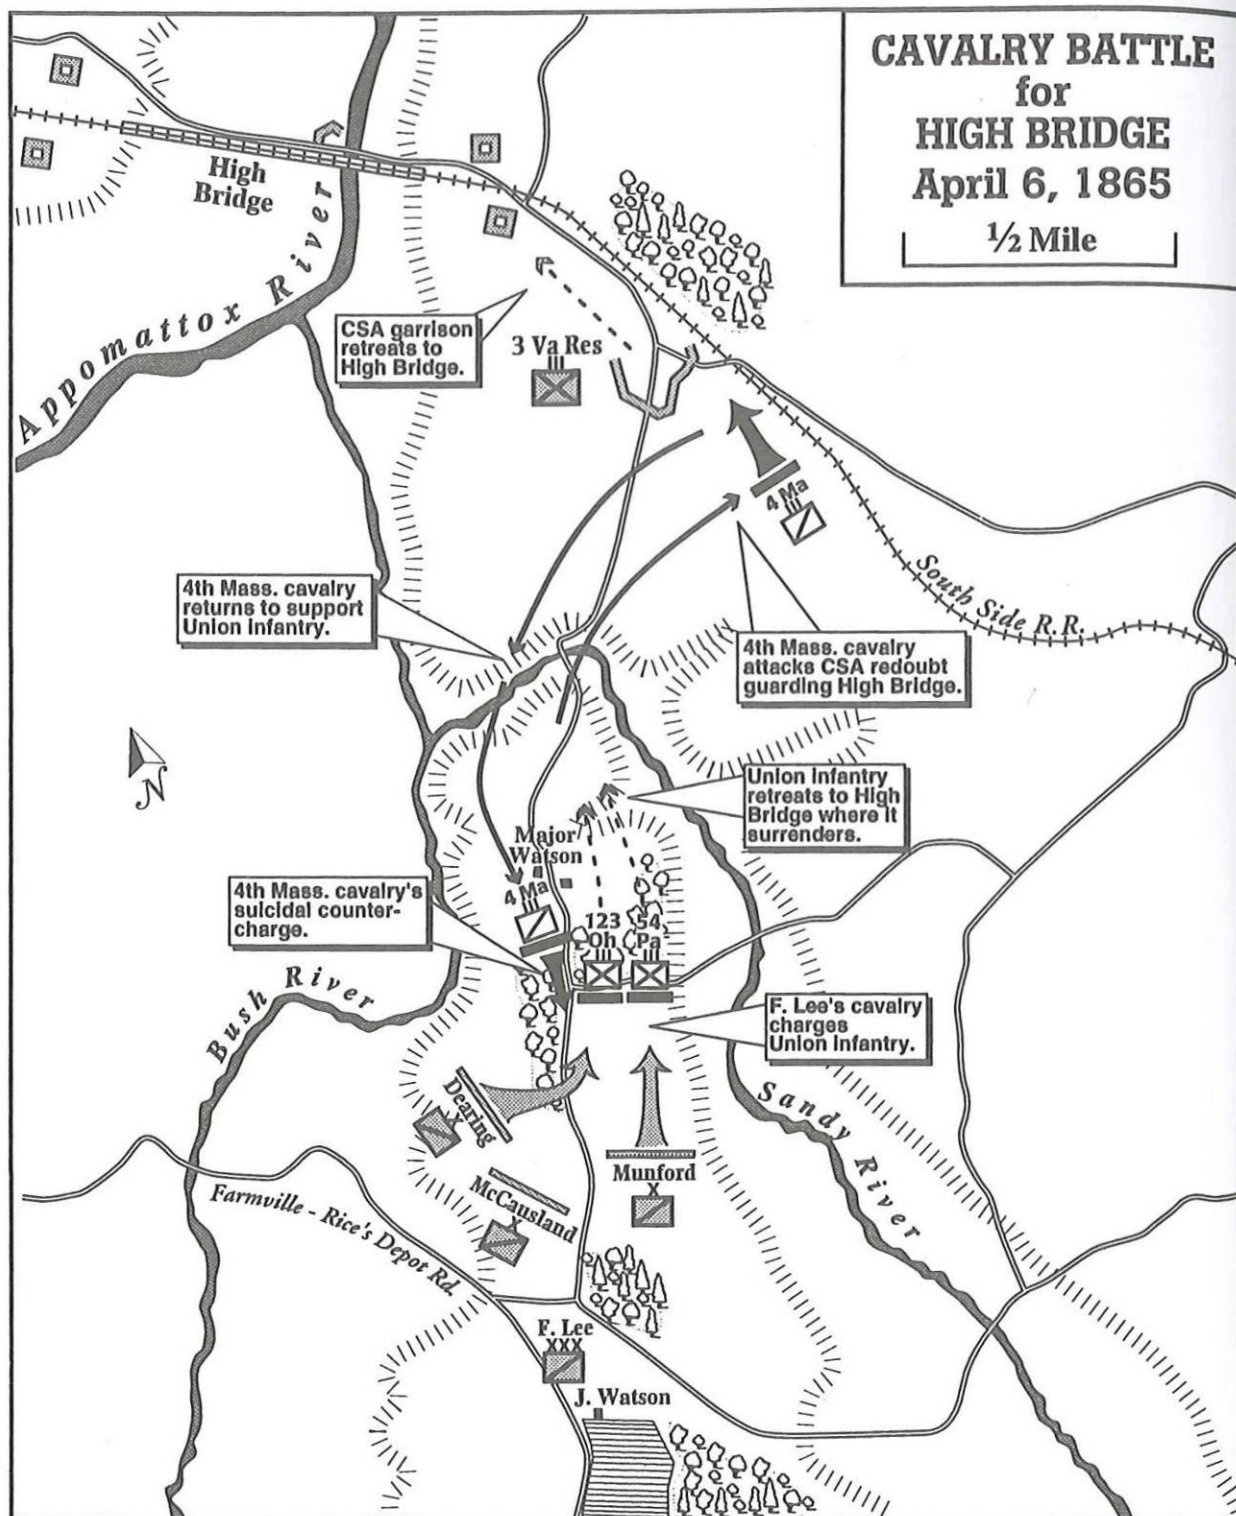 CAVALRY BATTLE
for
HIGH BRIDGE
April 6, 1865
½ Mile
High
Bridge
Appomattox River
CSA garrison
retreats to
High Bridge.
3 Va Res
4 Ma
South Side R.R.
4th Mass. cavalry
returns to support
Union Infantry.
4th Mass. cavalry
attacks CSA redoubt
guarding High Bridge.
N
Union Infantry
retreats to High
Bridge where it
surrenders.
Major
Watson
4 Ma
4th Mass. cavalry's
suicidal counter-
charge.
123
Oh
54
Pa
Bush River
F. Lee's cavalry
charges
Union Infantry.
Dearing
X
Sandy River
Munford
X
McCausland
X
Farmville - Rice's Depot Rd.
F. Lee
XXX
J. Watson